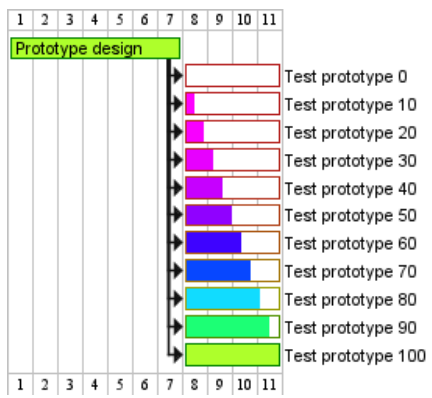 1 2 3 4 5 6 7 8 9 10 11
Prototype design
Test prototype 0
Test prototype 10
Test prototype 20
Test prototype 30
Test prototype 40
Test prototype 50
Test prototype 60
Test prototype 70
Test prototype 80
Test prototype 90
Test prototype 100
1 2 3 4 5 6 7 8 9 10 11